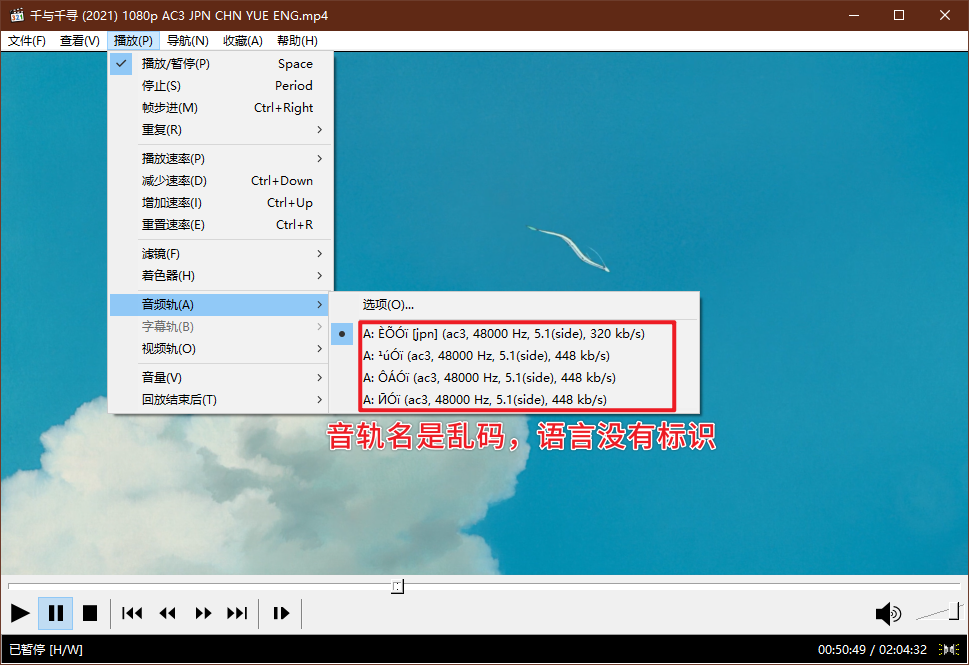 千与千寻 (2021) 1080p AC3 JPN CHN YUE ENG.mp4
文件(F) 查看(V) 播放(P) 导航(N) 收藏(A) 帮助(H)
播放/暂停(P) Space
停止(S) Period
帧步进(M) Ctrl+Right
重复(R)
播放速率(P)
减少速率(D) Ctrl+Down
增加速率(I) Ctrl+Up
重置速率(E) Ctrl+R
滤镜(F)
着色器(H)
音频轨(A)
字幕轨(B)
视频轨(O)
音量(V)
回放结束后(T)
选项(O)...
A: ÈÕÓï [jpn] (ac3, 48000 Hz, 5.1(side), 320 kb/s)
A: ¹úÓï (ac3, 48000 Hz, 5.1(side), 448 kb/s)
A: ÔÁÓï (ac3, 48000 Hz, 5.1(side), 448 kb/s)
A: ӢÓï (ac3, 48000 Hz, 5.1(side), 448 kb/s)
音轨名是乱码，语言没有标识
已暂停 [H/W] 00:50:49 / 02:04:32